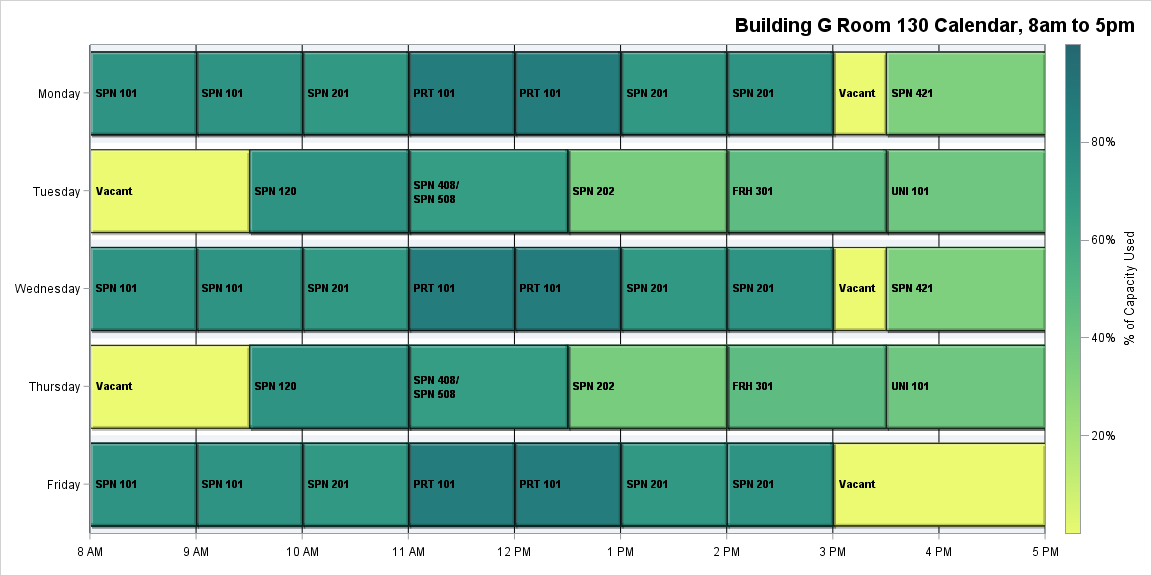 Building G Room 130 Calendar, 8am to 5pm
Monday
SPN 101
SPN 101
SPN 201
PRT 101
PRT 101
SPN 201
SPN 201
Vacant
SPN 421
Tuesday
Vacant
SPN 120
SPN 408/
SPN 508
SPN 202
FRH 301
UNI 101
Wednesday
SPN 101
SPN 101
SPN 201
PRT 101
PRT 101
SPN 201
SPN 201
Vacant
SPN 421
Thursday
Vacant
SPN 120
SPN 408/
SPN 508
SPN 202
FRH 301
UNI 101
Friday
SPN 101
SPN 101
SPN 201
PRT 101
PRT 101
SPN 201
SPN 201
Vacant
8 AM
9 AM
10 AM
11 AM
12 PM
1 PM
2 PM
3 PM
4 PM
5 PM
80%
60%
40%
20%
% of Capacity Used